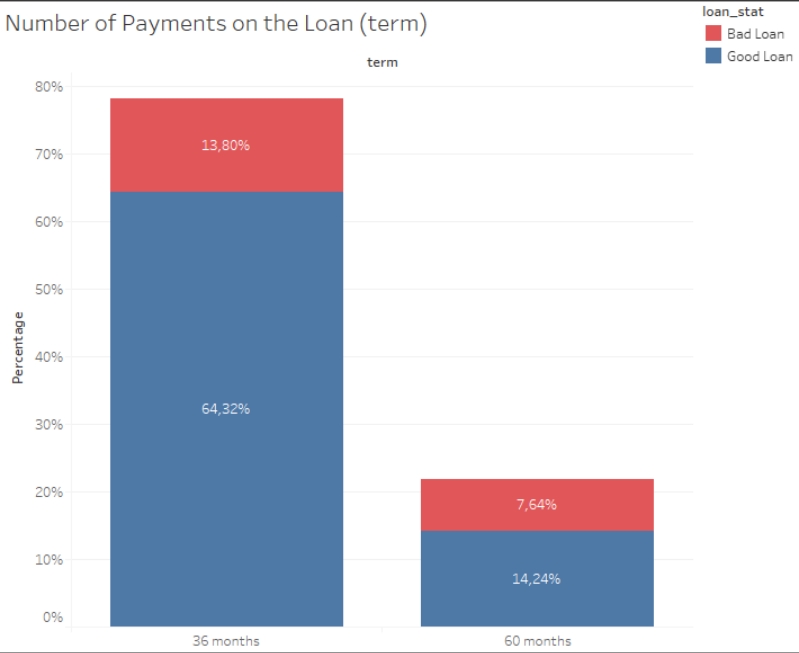 Number of Payments on the Loan (term)
loan_stat
Bad Loan
Good Loan
term
80%
70%
60%
50%
40%
30%
20%
10%
0%
Percentage
13,80%
64,32%
7,64%
14,24%
36 months
60 months